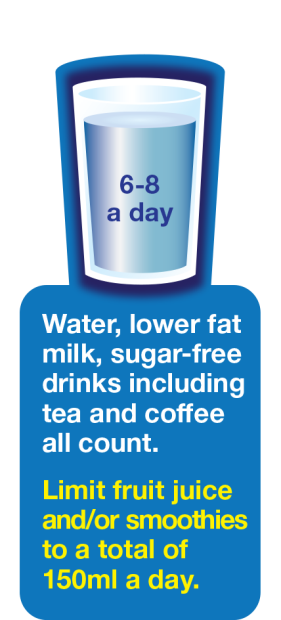 6-8
a day
Water, lower fat
milk, sugar-free
drinks including
tea and coffee
all count.
Limit fruit juice
and/or smoothies
to a total of
150ml a day.